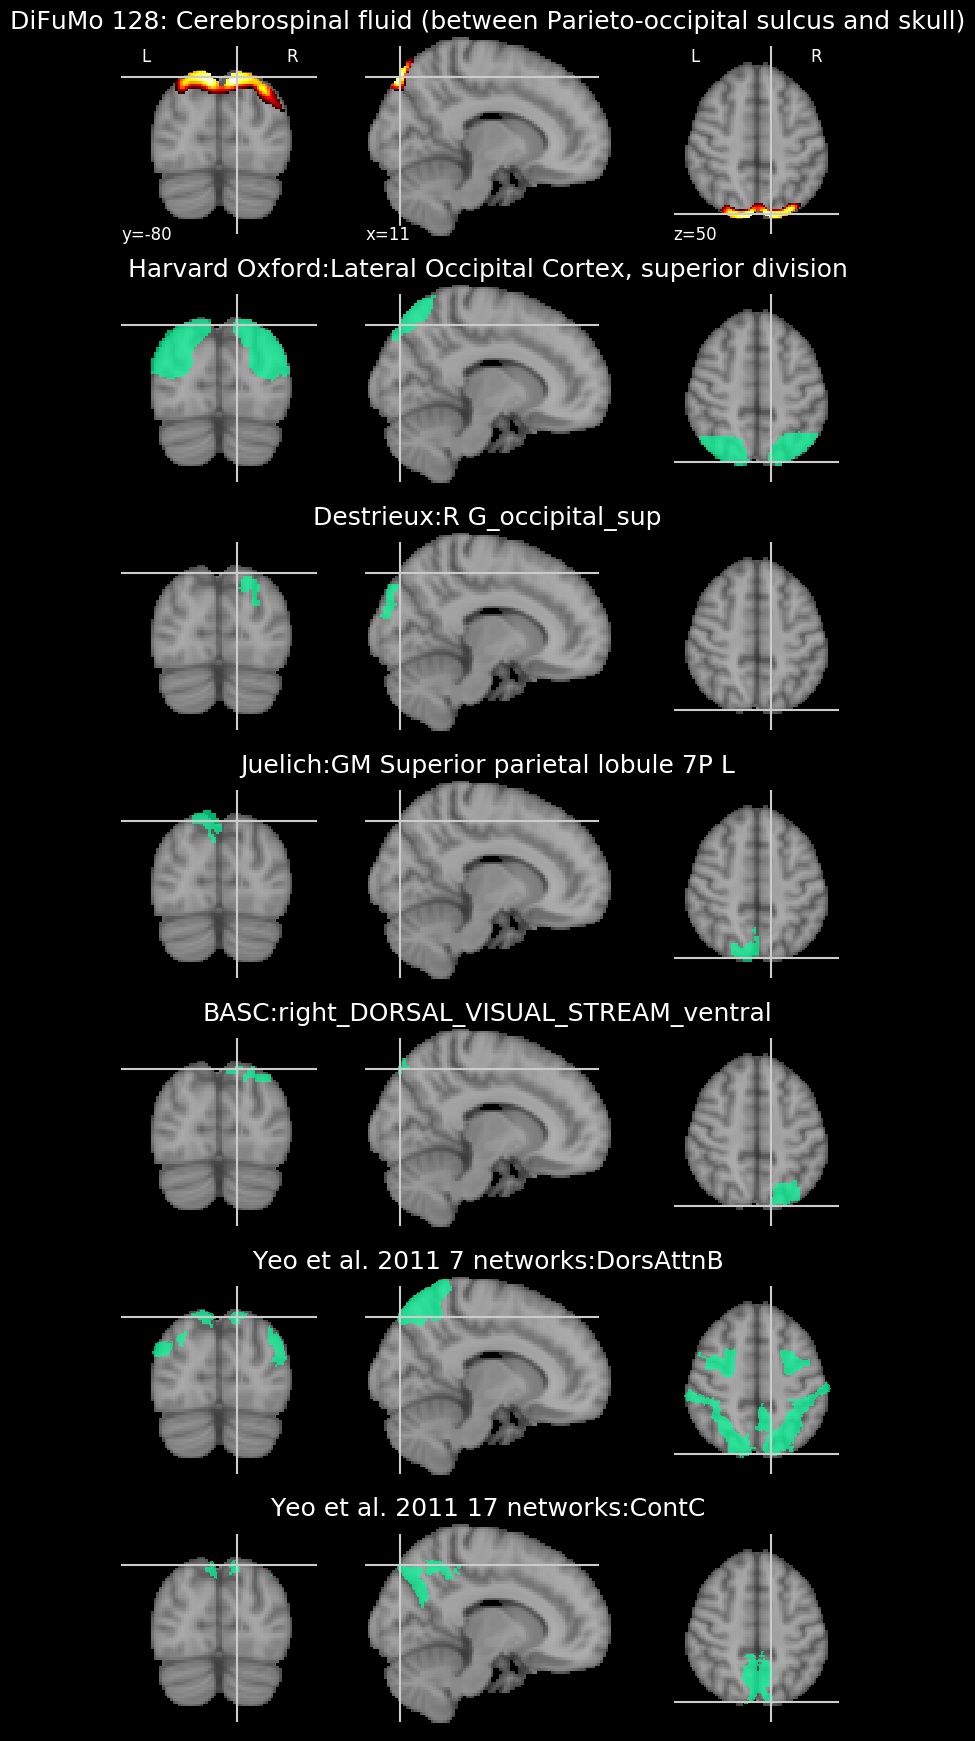 DiFuMo 128: Cerebrospinal fluid (between Parieto-occipital sulcus and skull)
L R L R
y=-80 x=11 z=50
Harvard Oxford:Lateral Occipital Cortex, superior division
Destrieux:R G_occipital_sup
Juelich:GM Superior parietal lobule 7P L
BASC:right_DORSAL_VISUAL_STREAM_ventral
Yeo et al. 2011 7 networks:DorsAttnB
Yeo et al. 2011 17 networks:ContC